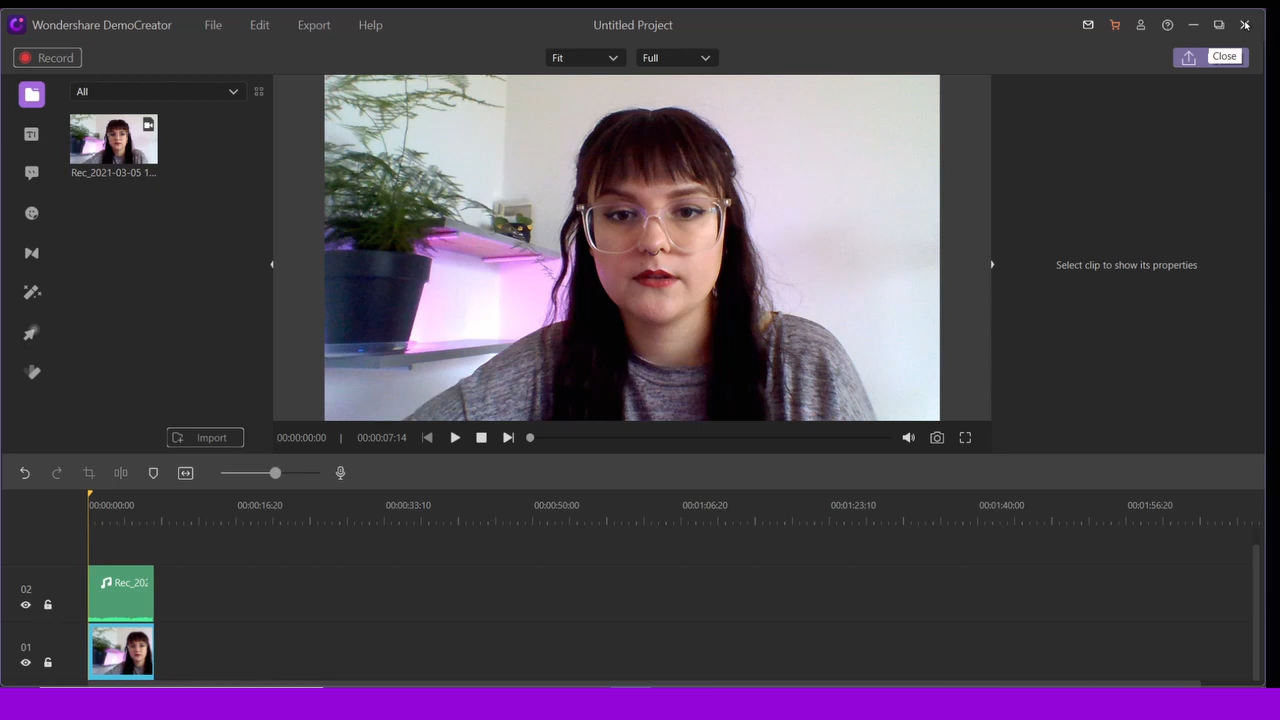 Wondershare DemoCreator File Edit Export Help Untitled Project
Record Fit Full Close
All
Rec_2021-03-05 1...
Select clip to show its properties
Import 00:00:00:00 | 00:00:07:14
00:00:00:00 00:00:16:20 00:00:33:10 00:00:50:00 00:01:06:20 00:01:23:10 00:01:40:00 00:01:56:20
02 Rec_202
01